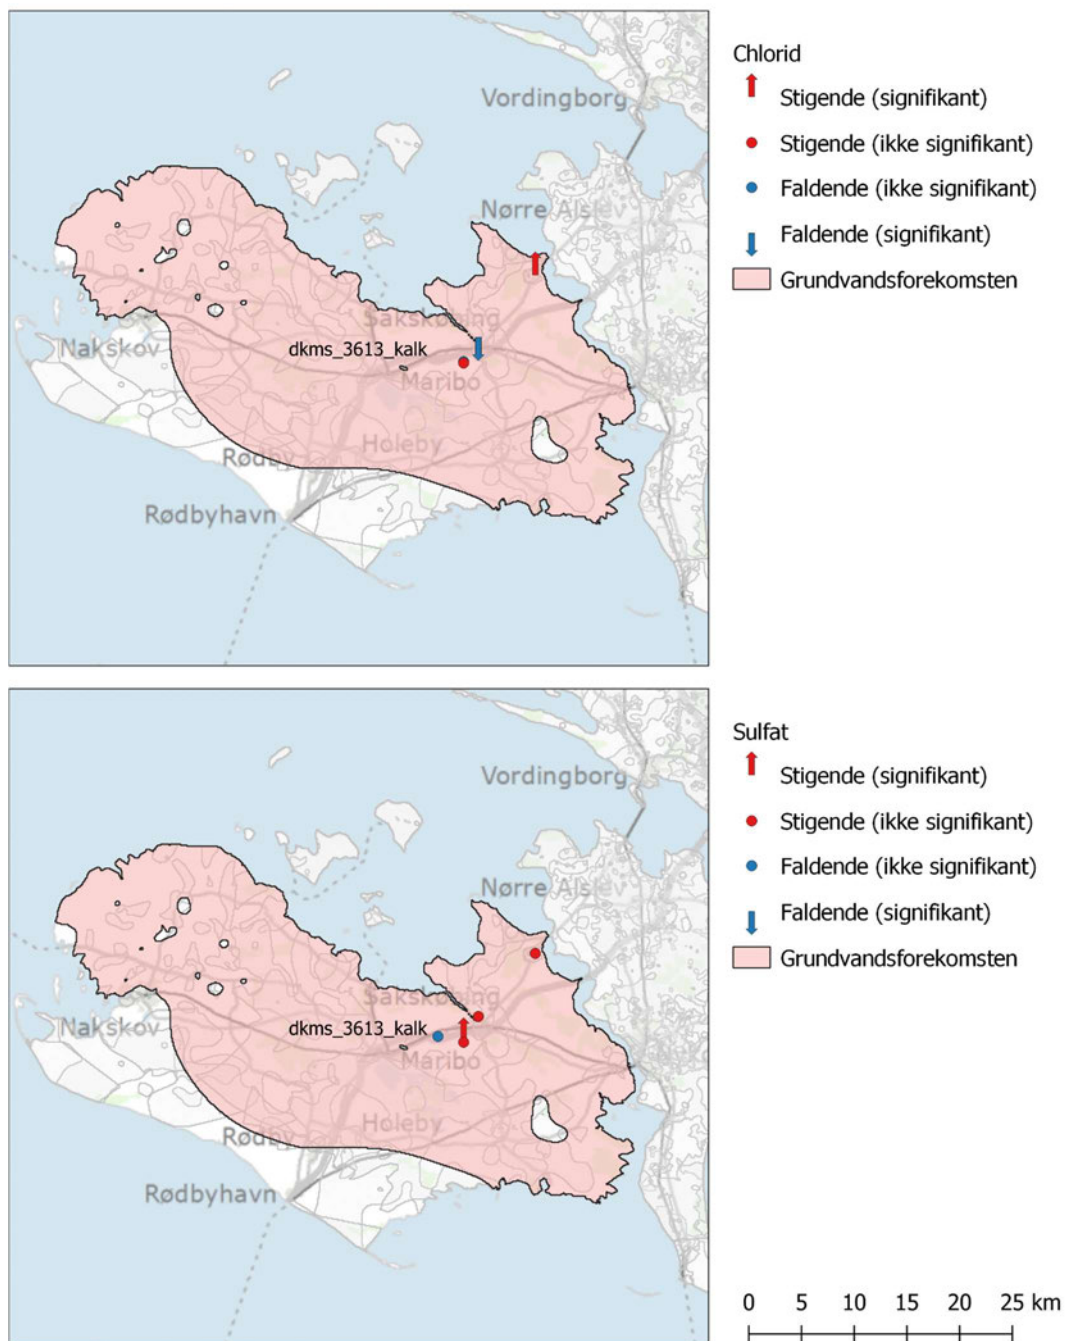 Vordingborg
Nørre Alslev
Sakskøbing
Nakskov
dkms_3613_kalk
Maribo
Holeby
Rødby
Rødbyhavn
Chlorid
Stigende (signifikant)
Stigende (ikke signifikant)
Faldende (ikke signifikant)
Faldende (signifikant)
Grundvandsforekomsten
Vordingborg
Nørre Alslev
Sakskøbing
Nakskov
dkms_3613_kalk
Maribo
Holeby
Rødby
Rødbyhavn
Sulfat
Stigende (signifikant)
Stigende (ikke signifikant)
Faldende (ikke signifikant)
Faldende (signifikant)
Grundvandsforekomsten
0 5 10 15 20 25 km